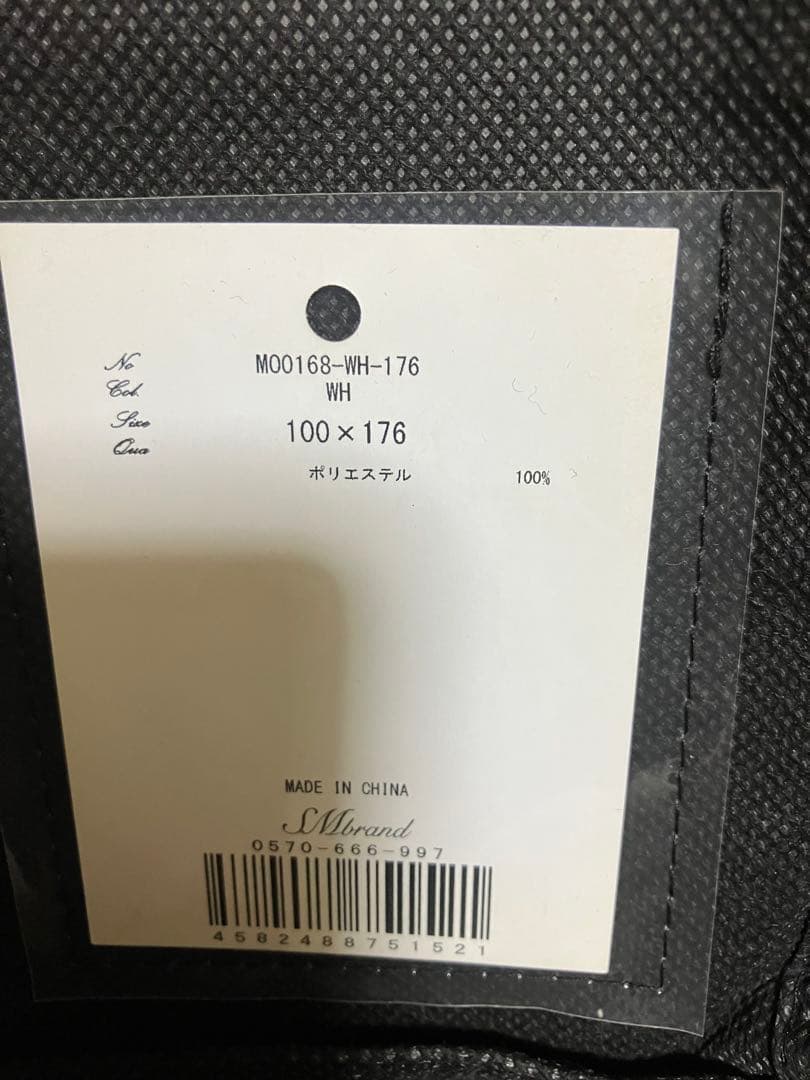 No M00168-WH-176
Col. WH
Size 100×176
Qua
ポリエステル 100%
MADE IN CHINA
SMbrand
0570-666-997
4582488751521